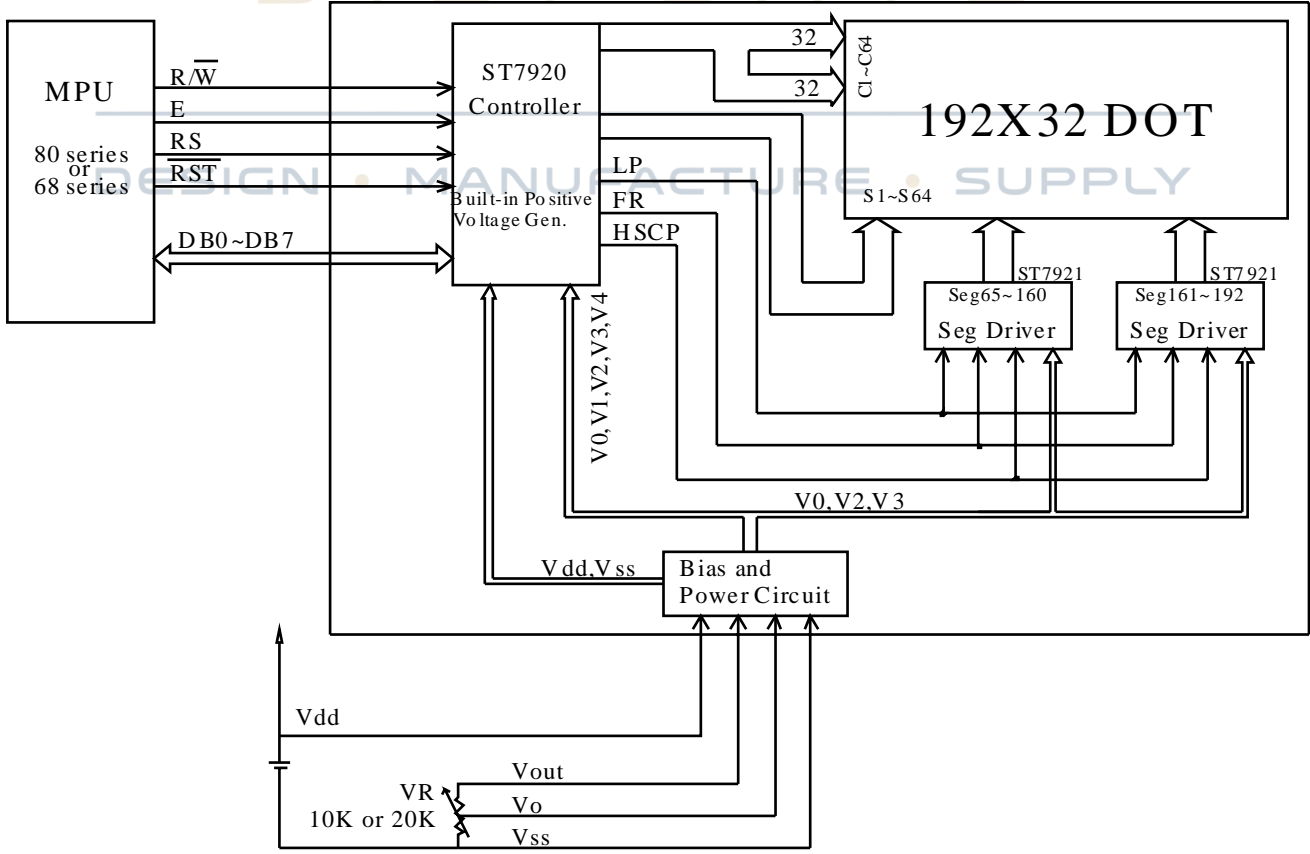 MPU
80 series
or
68 series
R/W̅
E
RS
R̅S̅T̅
DB0~DB7
ST7920
Controller
Built-in Positive
Voltage Gen.
LP
FR
HSCP
32
32
C1~C64
192X32 DOT
S1~S64
DESIGN • MANUFACTURE • SUPPLY
ST7921
Seg65~160
Seg Driver
ST7921
Seg161~192
Seg Driver
V0,V1,V2,V3,V4
V0,V2,V3
Vdd,Vss
Bias and
Power Circuit
Vdd
Vout
VR
10K or 20K
Vo
Vss